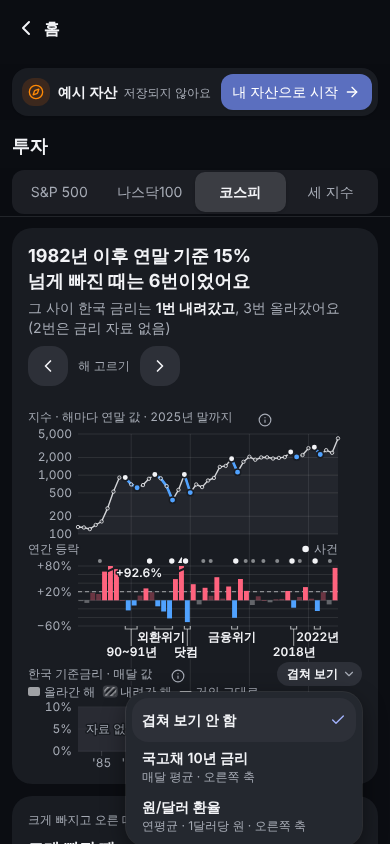 홈
예시 자산 저장되지 않아요 내 자산으로 시작
투자
S&P 500 나스닥100 코스피 세 지수
1982년 이후 연말 기준 15%
넘게 빠진 때는 6번이었어요
그 사이 한국 금리는 1번 내려갔고, 3번 올라갔어요
(2번은 금리 자료 없음)
해 고르기
지수 · 해마다 연말 값 · 2025년 말까지
5,000
2,000
1,000
500
200
100
연간 등락 사건
+80%
+92.6%
+20%
−60%
외환위기 금융위기 2022년
90~91년 닷컴 2018년
한국 기준금리 · 매달 값 겹쳐 보기
올라간 해 내려간 해
10%
겹쳐 보기 안 함
5% 자료 없
0%
국고채 10년 금리
'85
매달 평균 · 오른쪽 축
원/달러 환율
크게 빠지고 오른
연평균 · 1달러당 원 · 오른쪽 축